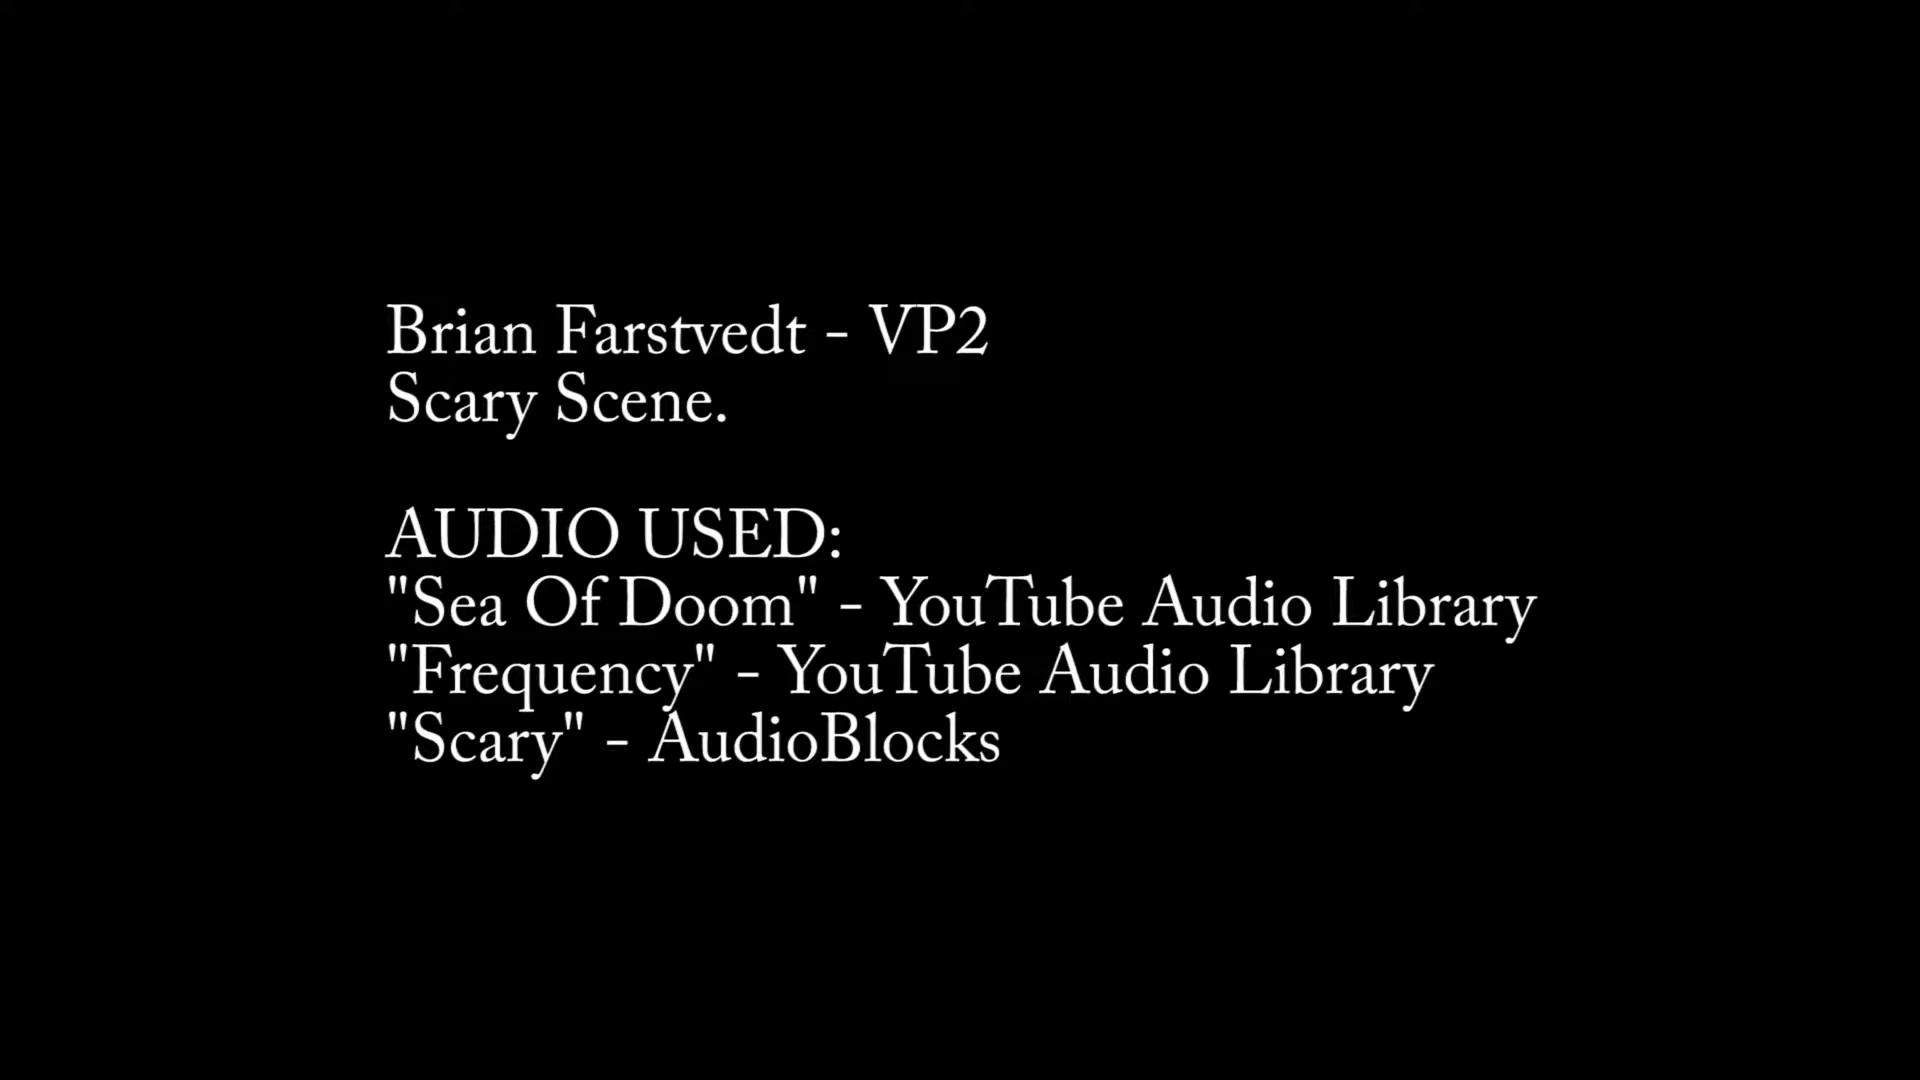 Brian Farstvedt - VP2
Scary Scene.
AUDIO USED:
"Sea Of Doom" - YouTube Audio Library
"Frequency" - YouTube Audio Library
"Scary" - AudioBlocks